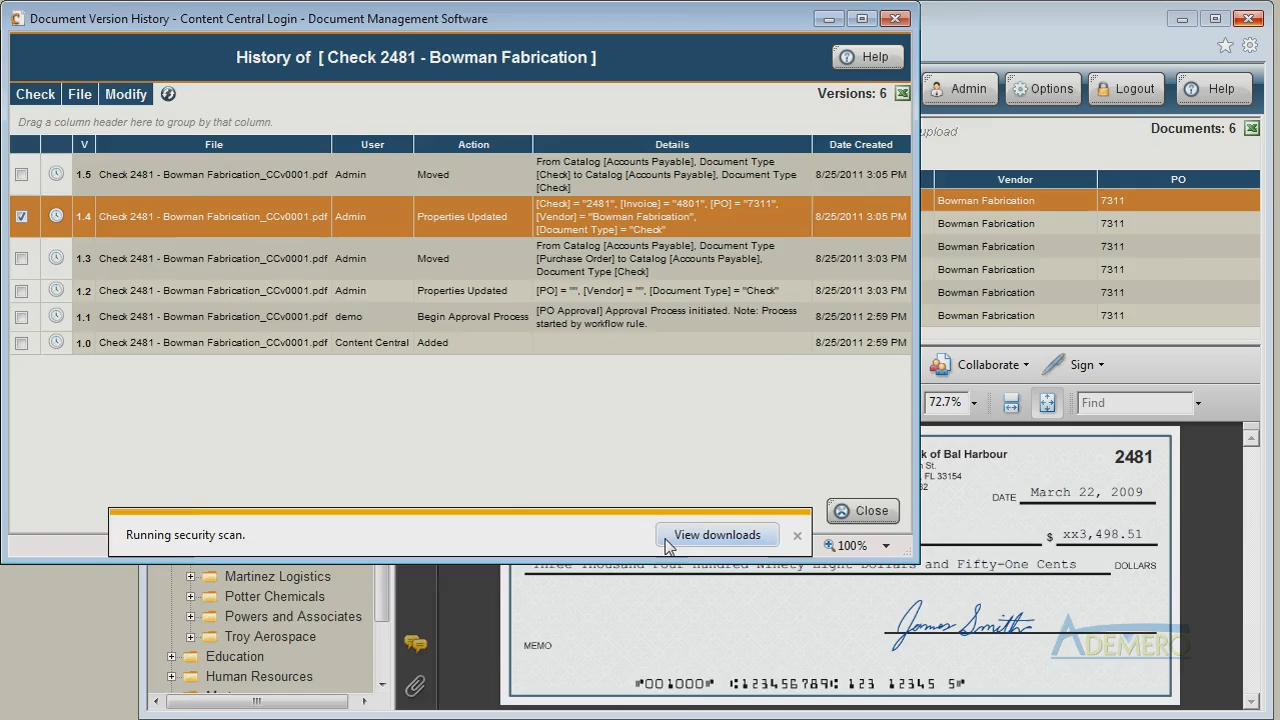 Document Version History - Content Central Login - Document Management Software
History of [ Check 2481 - Bowman Fabrication ]
Help
Check File Modify
Versions: 6
Drag a column header here to group by that column.
V File User Action Details Date Created
1.5 Check 2481 - Bowman Fabrication_CCv0001.pdf Admin Moved
From Catalog [Accounts Payable], Document Type
[Check] to Catalog [Accounts Payable], Document Type
[Check]
8/25/2011 3:05 PM
1.4 Check 2481 - Bowman Fabrication_CCv0001.pdf Admin Properties Updated
[Check] = "2481", [Invoice] = "4801", [PO] = "7311",
[Vendor] = "Bowman Fabrication",
[Document Type] = "Check"
8/25/2011 3:05 PM
1.3 Check 2481 - Bowman Fabrication_CCv0001.pdf Admin Moved
From Catalog [Accounts Payable], Document Type
[Purchase Order] to Catalog [Accounts Payable],
Document Type [Check]
8/25/2011 3:03 PM
1.2 Check 2481 - Bowman Fabrication_CCv0001.pdf Admin Properties Updated [PO] = "", [Vendor] = "", [Document Type] = "Check" 8/25/2011 3:03 PM
1.1 Check 2481 - Bowman Fabrication_CCv0001.pdf demo Begin Approval Process
[PO Approval] Approval Process initiated. Note: Process
started by workflow rule.
8/25/2011 2:59 PM
1.0 Check 2481 - Bowman Fabrication_CCv0001.pdf Content Central Added 8/25/2011 2:59 PM
Close
Running security scan. View downloads
100%
Admin Options Logout Help
upload
Documents: 6
Vendor PO
Bowman Fabrication 7311
Bowman Fabrication 7311
Bowman Fabrication 7311
Bowman Fabrication 7311
Bowman Fabrication 7311
Bowman Fabrication 7311
Collaborate Sign
72.7% Find
k of Bal Harbour
2481
n St.
, FL 33154
DATE March 22, 2009
$ xx3,498.51
Three Thousand Four Hundred Ninety Eight Dollars and Fifty-One Cents DOLLARS
James Smith
MEMO
ADEMERO
"001000" 123456789 123 12345 5"
Martinez Logistics
Potter Chemicals
Powers and Associates
Troy Aerospace
Education
Human Resources